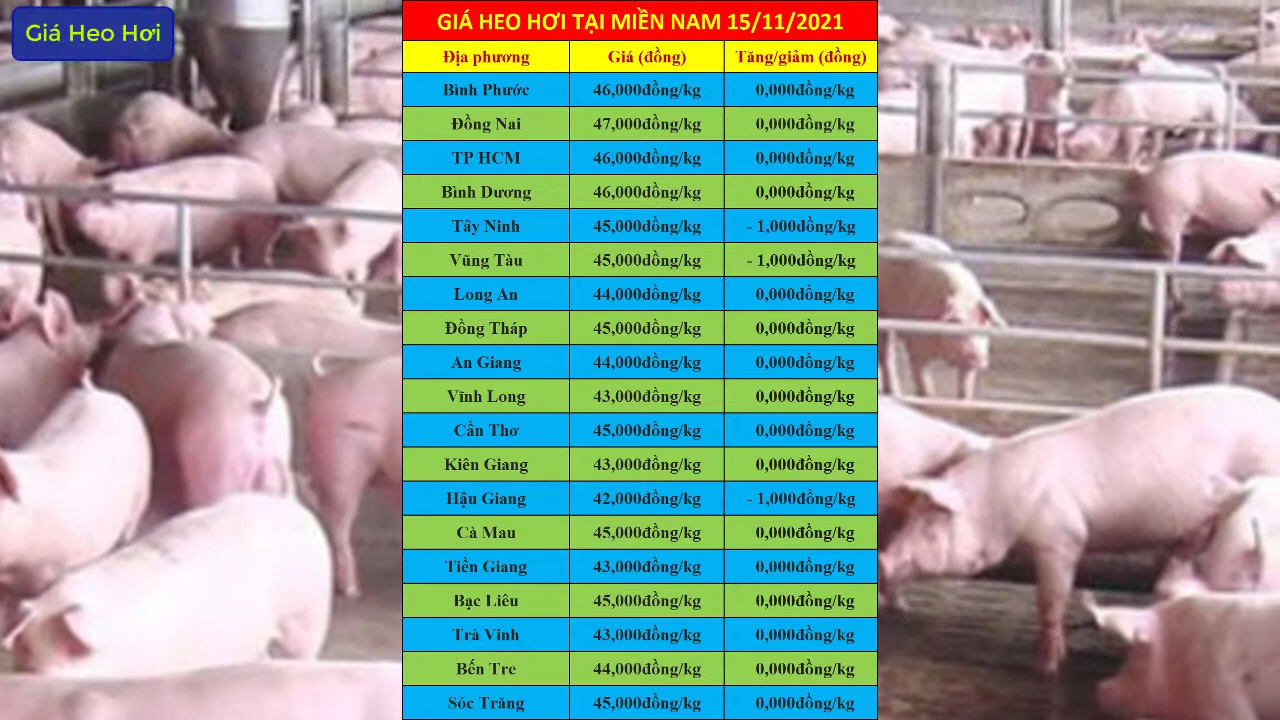 Giá Heo Hơi
GIÁ HEO HƠI TẠI MIỀN NAM 15/11/2021
Địa phương Giá (đồng) Tăng/giảm (đồng)
Bình Phước 46,000đồng/kg 0,000đồng/kg
Đồng Nai 47,000đồng/kg 0,000đồng/kg
TP HCM 46,000đồng/kg 0,000đồng/kg
Bình Dương 46,000đồng/kg 0,000đồng/kg
Tây Ninh 45,000đồng/kg - 1,000đồng/kg
Vũng Tàu 45,000đồng/kg - 1,000đồng/kg
Long An 44,000đồng/kg 0,000đồng/kg
Đồng Tháp 45,000đồng/kg 0,000đồng/kg
An Giang 44,000đồng/kg 0,000đồng/kg
Vĩnh Long 43,000đồng/kg 0,000đồng/kg
Cần Thơ 45,000đồng/kg 0,000đồng/kg
Kiên Giang 43,000đồng/kg 0,000đồng/kg
Hậu Giang 42,000đồng/kg - 1,000đồng/kg
Cà Mau 45,000đồng/kg 0,000đồng/kg
Tiền Giang 43,000đồng/kg 0,000đồng/kg
Bạc Liêu 45,000đồng/kg 0,000đồng/kg
Trà Vinh 43,000đồng/kg 0,000đồng/kg
Bến Tre 44,000đồng/kg 0,000đồng/kg
Sóc Trăng 45,000đồng/kg 0,000đồng/kg